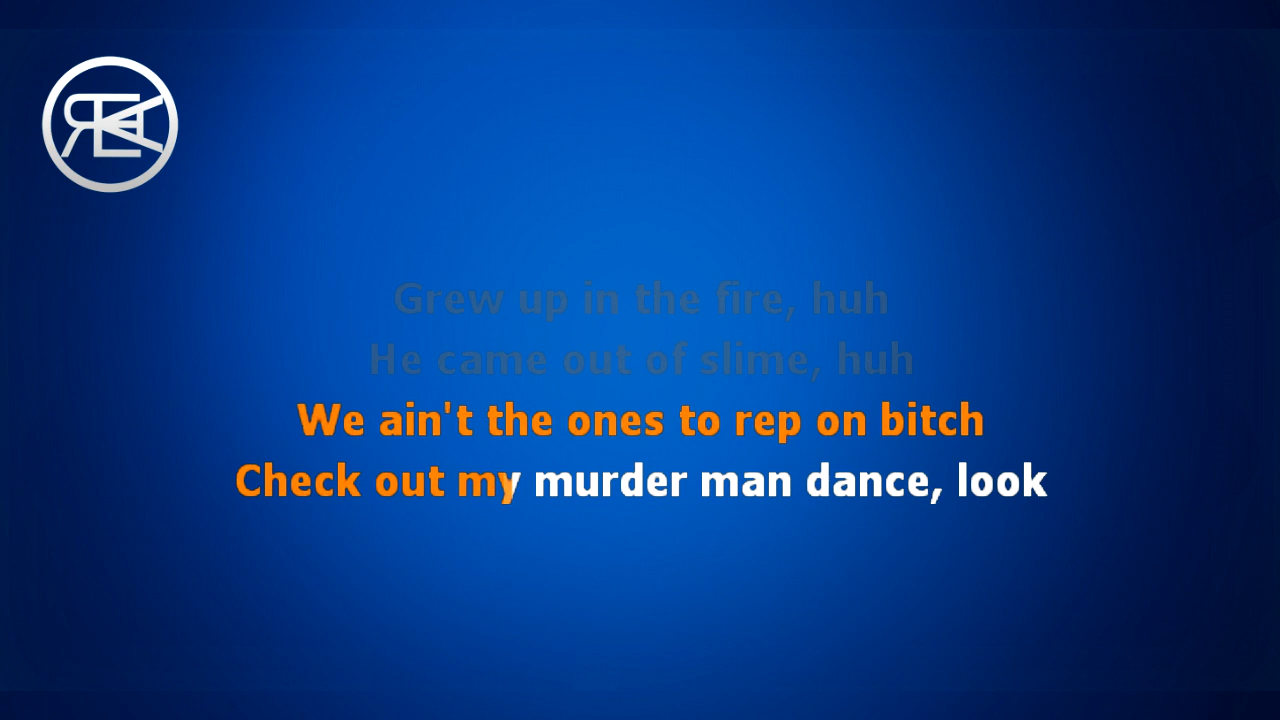 Grew up in the fire, huh
He came out of slime, huh
We ain't the ones to rep on bitch
Check out my murder man dance, look